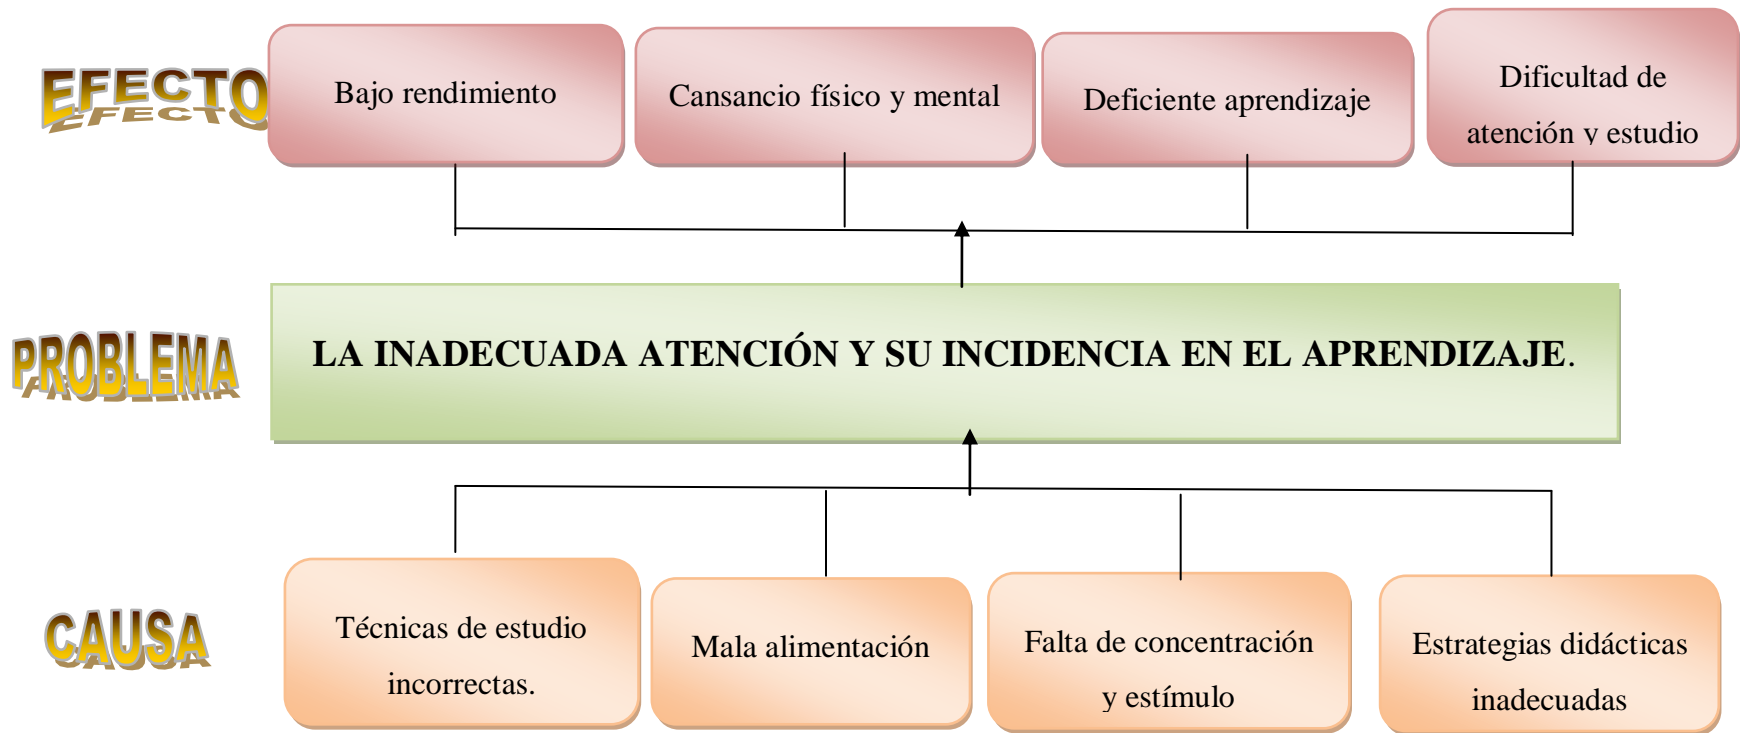 EFECTO
Bajo rendimiento
Cansancio físico y mental
Deficiente aprendizaje
Dificultad de
atención y estudio
PROBLEMA
LA INADECUADA ATENCIÓN Y SU INCIDENCIA EN EL APRENDIZAJE.
CAUSA
Técnicas de estudio
incorrectas.
Mala alimentación
Falta de concentración
y estímulo
Estrategias didácticas
inadecuadas